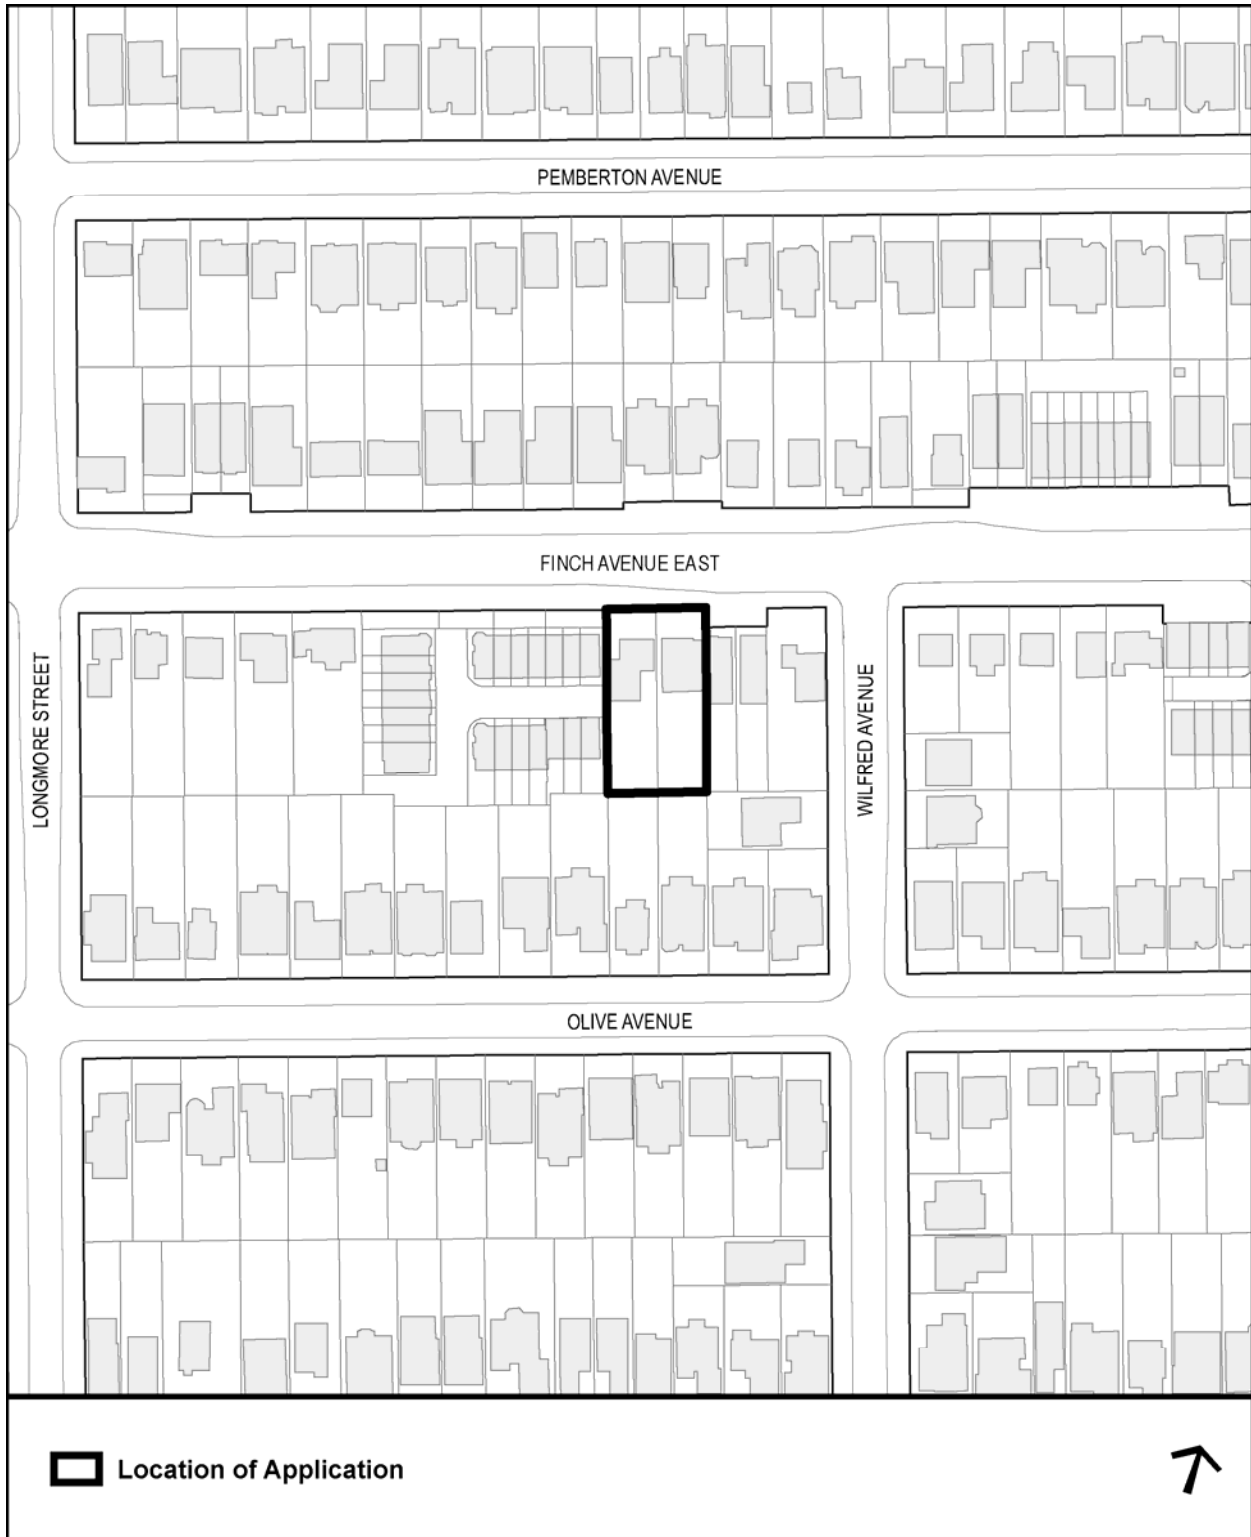 PEMBERTON AVENUE
FINCH AVENUE EAST
LONGMORE STREET
WILFRED AVENUE
OLIVE AVENUE
Location of Application